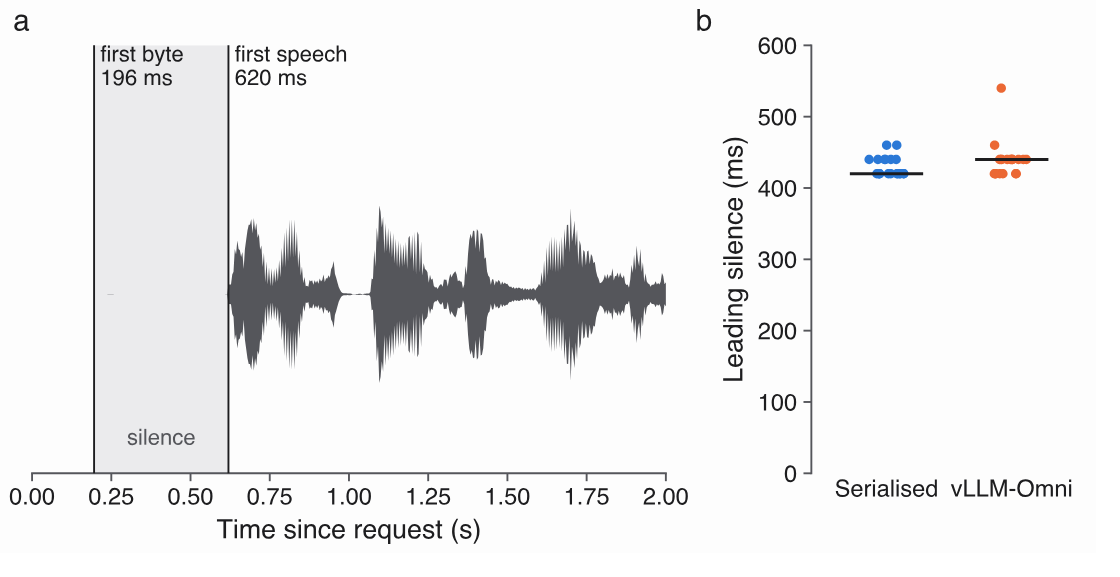 a
first byte
196 ms
first speech
620 ms
silence
0.00 0.25 0.50 0.75 1.00 1.25 1.50 1.75 2.00
Time since request (s)
b
Leading silence (ms)
600
500
400
300
200
100
0
Serialised vLLM-Omni